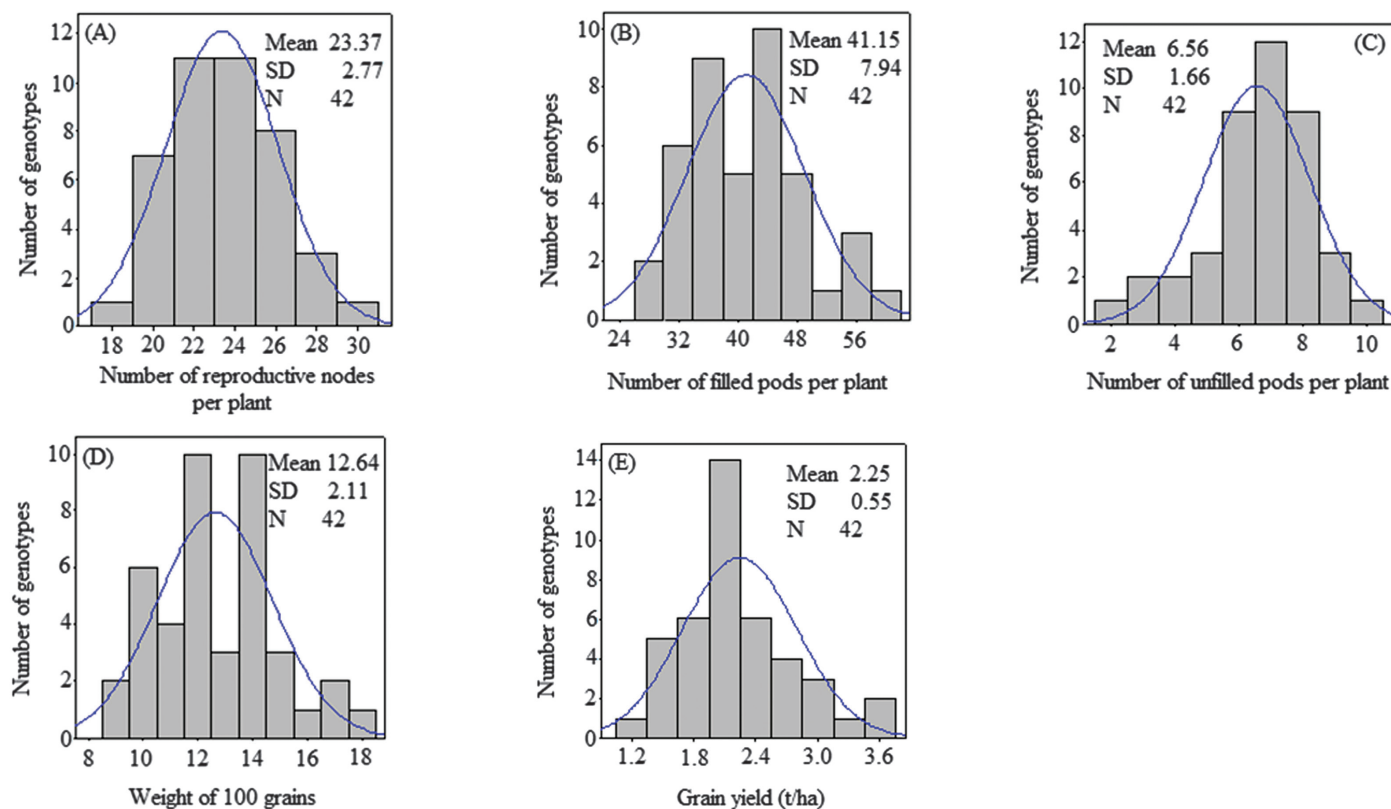 (A)
Mean 23.37
SD 2.77
N 42
12
10
8
6
4
2
0
Number of genotypes
18 20 22 24 26 28 30
Number of reproductive nodes
per plant
(B)
Mean 41.15
SD 7.94
N 42
10
8
6
4
2
0
Number of genotypes
24 32 40 48 56
Number of filled pods per plant
(C)
Mean 6.56
SD 1.66
N 42
12
10
8
6
4
2
0
Number of genotypes
2 4 6 8 10
Number of unfilled pods per plant
(D)
Mean 12.64
SD 2.11
N 42
10
8
6
4
2
0
Number of genotypes
8 10 12 14 16 18
Weight of 100 grains
(E)
Mean 2.25
SD 0.55
N 42
14
12
10
8
6
4
2
0
Number of genotypes
1.2 1.8 2.4 3.0 3.6
Grain yield (t/ha)